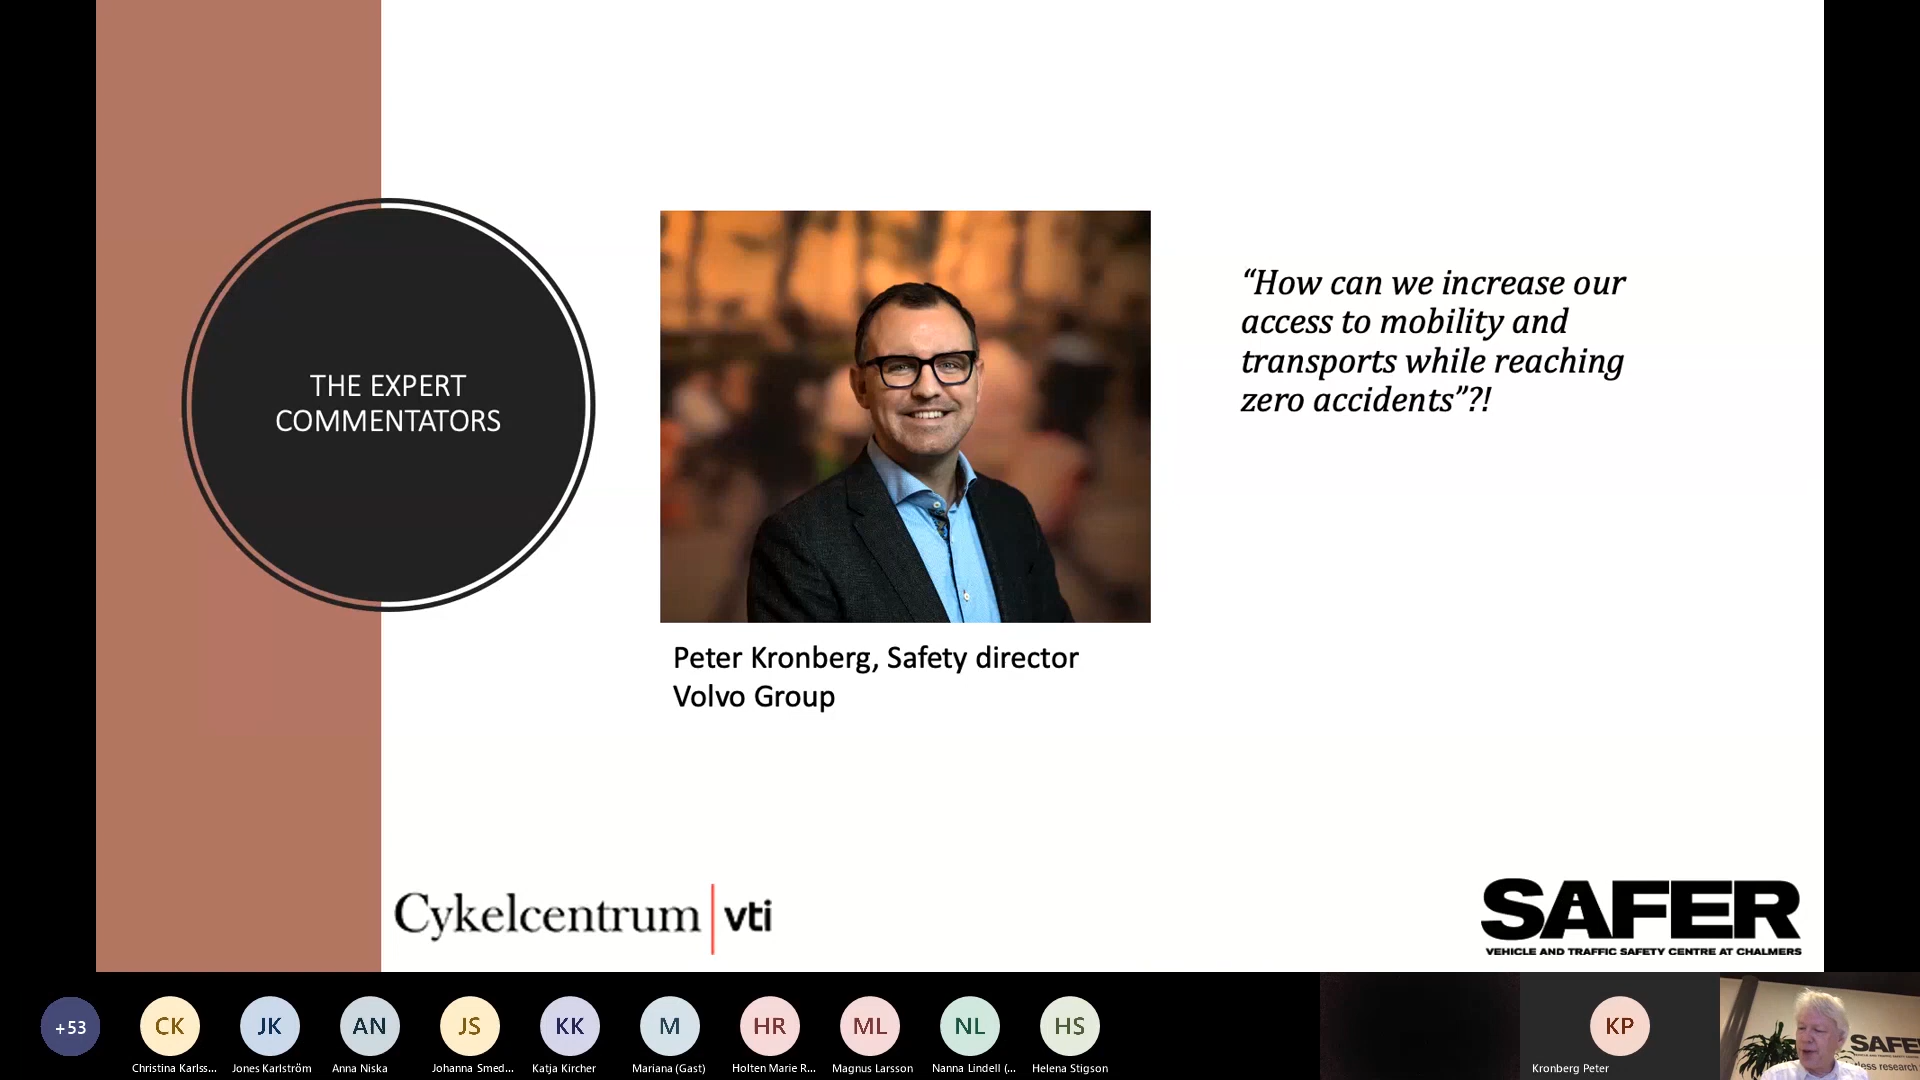 THE EXPERT
COMMENTATORS
“How can we increase our
access to mobility and
transports while reaching
zero accidents”?!
Peter Kronberg, Safety director
Volvo Group
Cykelcentrum vti
SAFER
VEHICLE AND TRAFFIC SAFETY CENTRE AT CHALMERS
+53
CK
JK
AN
JS
KK
M
HR
ML
NL
HS
KP
Christina Karlss...
Jones Karlström
Anna Niska
Johanna Smed...
Katja Kircher
Mariana (Gast)
Holten Marie R...
Magnus Larsson
Nanna Lindell (...
Helena Stigson
Kronberg Peter
SAFE
less research